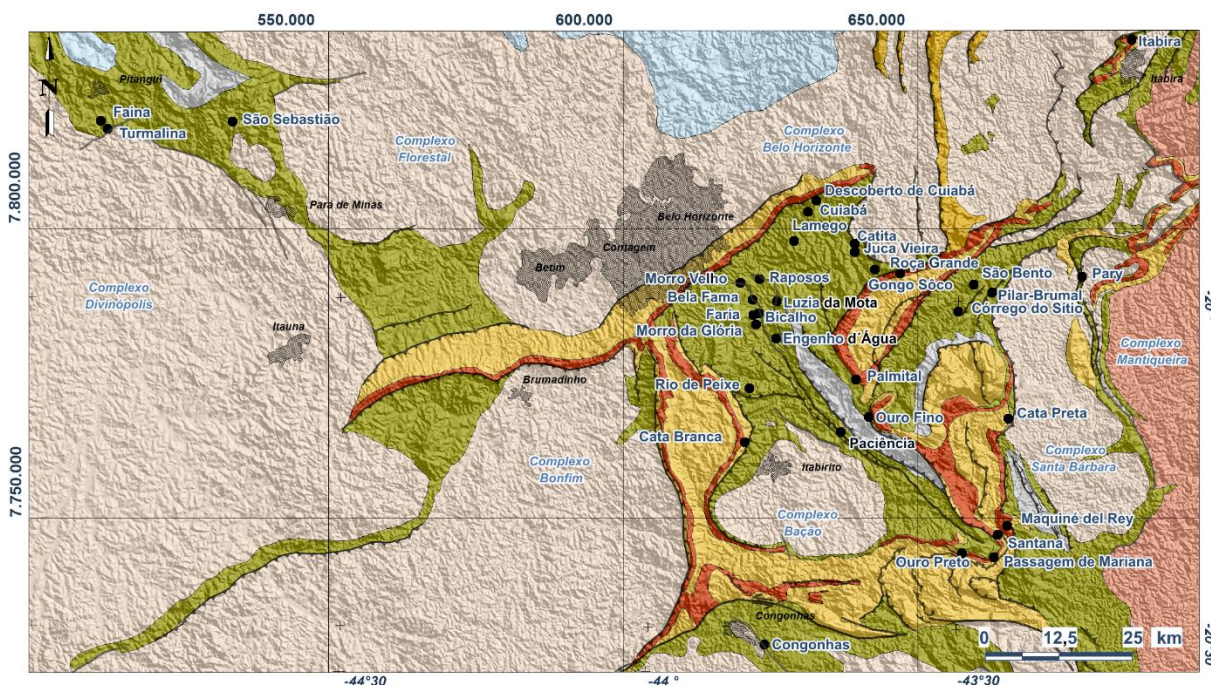 550.000
600.000
650.000
Itabira
Itabira
Pitangui
N
Faina
Turmalina
São Sebastião
Complexo
Florestal
Complexo
Belo Horizonte
7.800.000
Pará de Minas
Descoberto de Cuiabá
Cuiabá
Lamego
Belo Horizonte
Contagem
Betim
Catita
Juca Vieira
Roça Grande
Gongo Sôco
São Bento
Pary
Pilar-Brumal
Córrego do Sítio
Morro Velho
Raposos
Bela Fama
Luzia da Mota
Faria
Bicalho
Morro da Glória
Engenho d´Água
Complexo
Divinópolis
Itauna
Complexo
Mantiqueira
-20
Brumadinho
Rio de Peixe
Palmital
Ouro Fino
Cata Preta
Cata Branca
Paciência
Complexo
Santa Bárbara
Complexo
Bonfim
Itabirito
7.750.000
Complexo
Bação
Maquiné del Rey
Santana
Ouro Preto
Passagem de Mariana
Congonhas
Congonhas
0 12,5 25 km
-20°30
-44°30
-44 °
-43°30